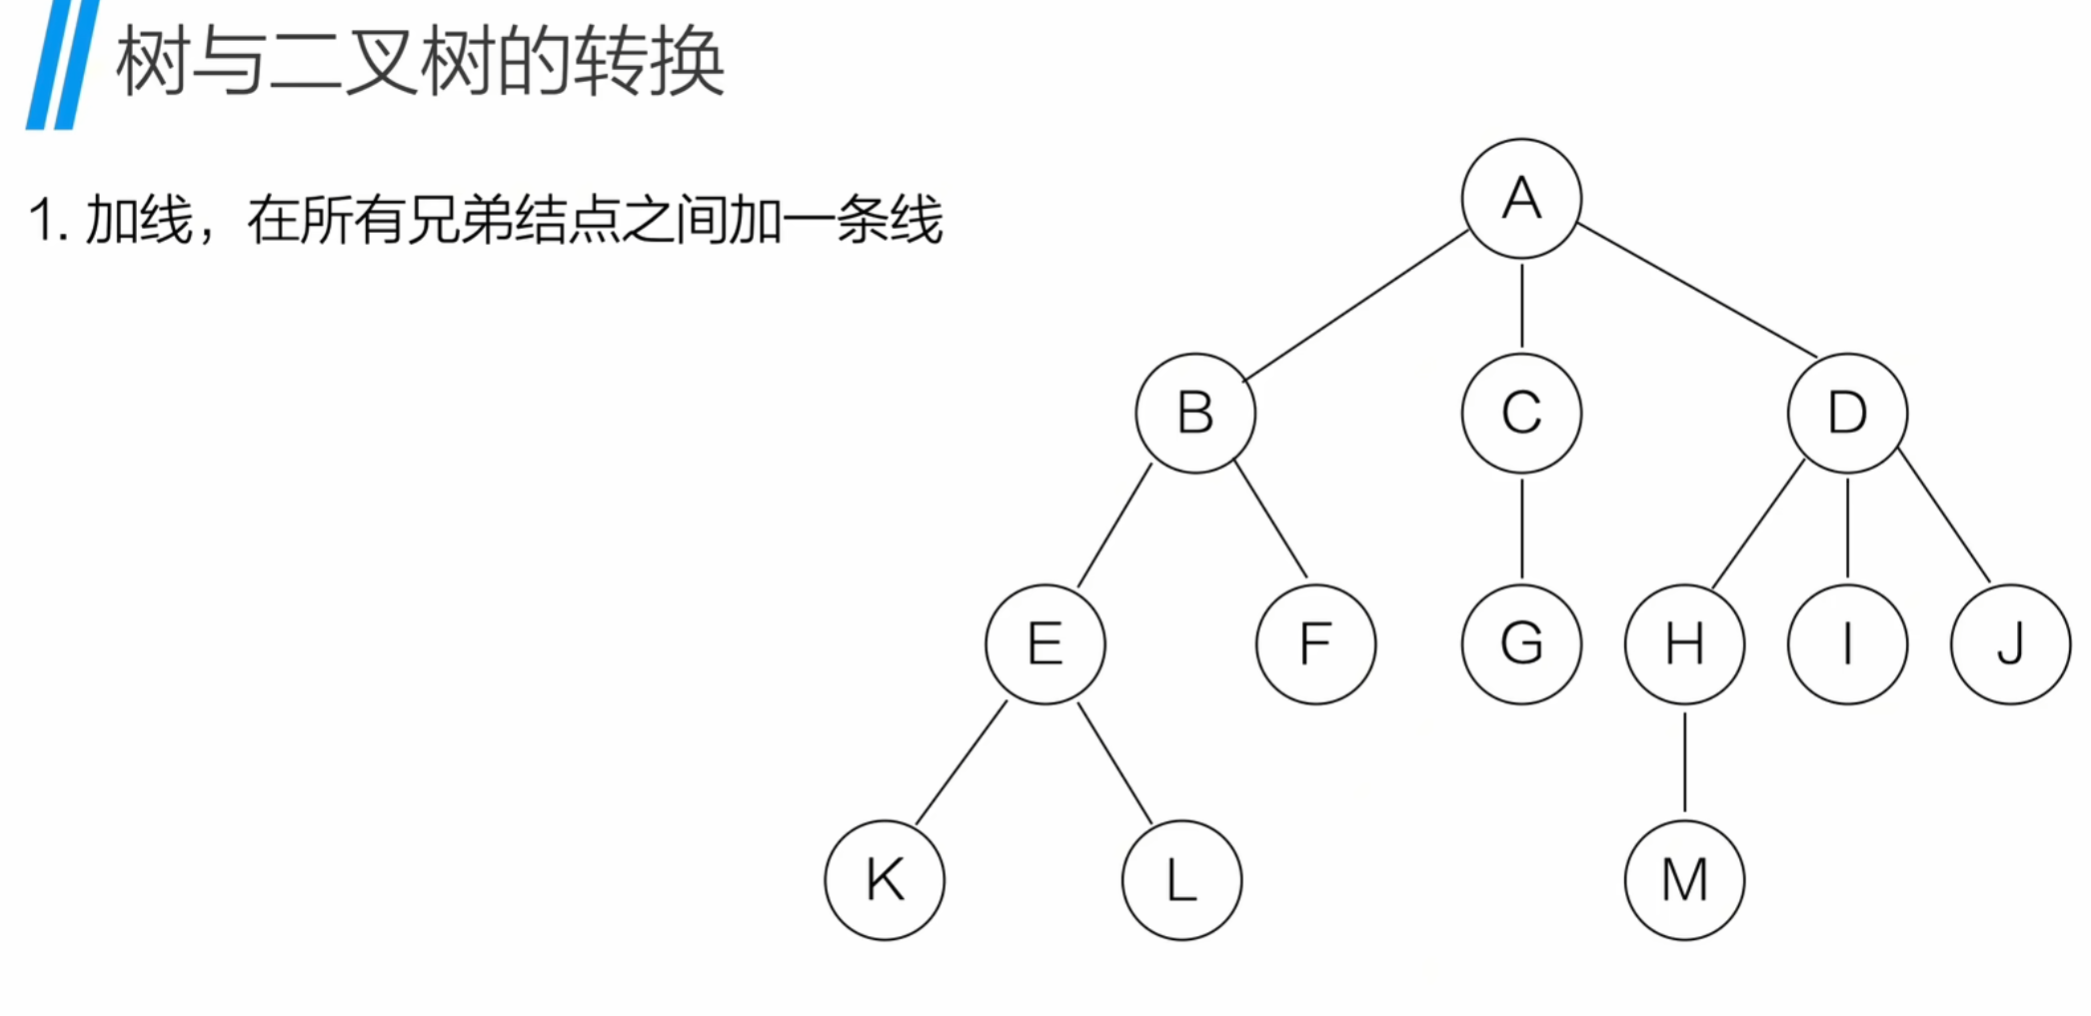 树与二叉树的转换
1. 加线，在所有兄弟结点之间加一条线
A
B C D
E F G H I J
K L M